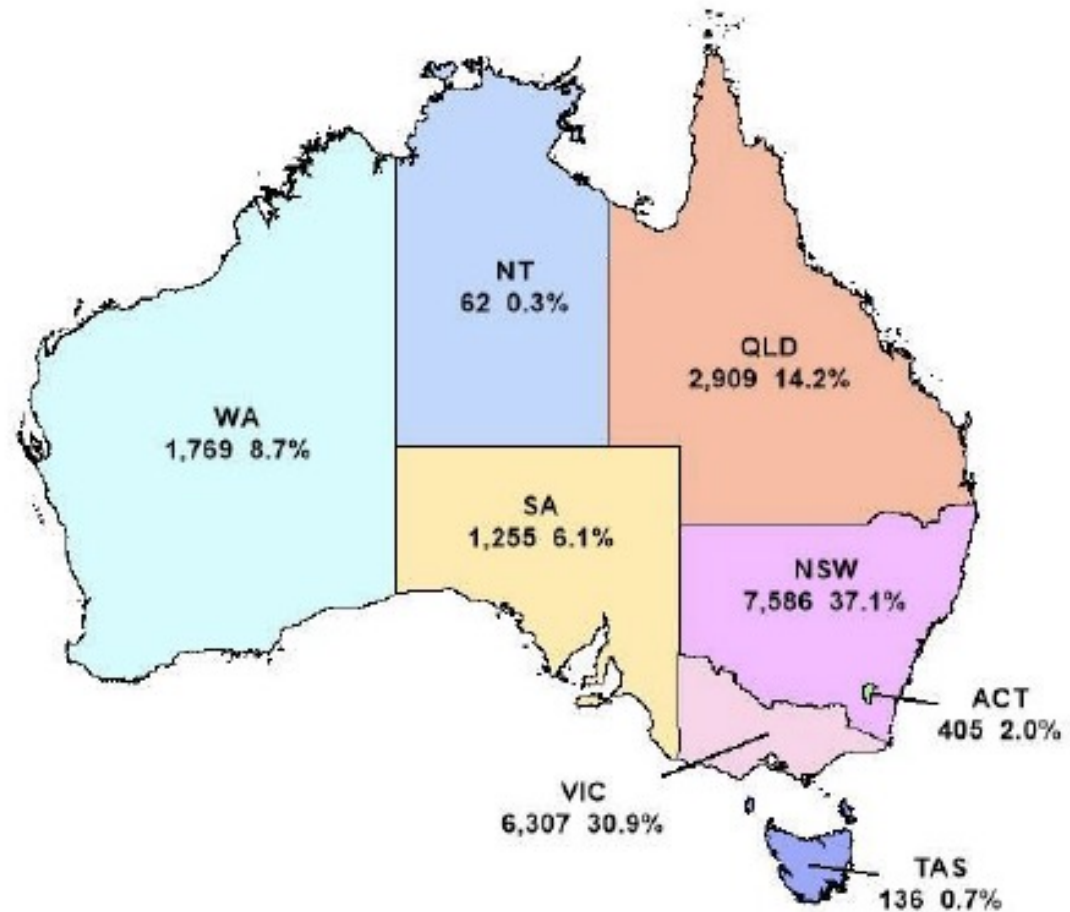 NT
62 0.3%
QLD
2,909 14.2%
WA
1,769 8.7%
SA
1,255 6.1%
NSW
7,586 37.1%
ACT
405 2.0%
VIC
6,307 30.9%
TAS
136 0.7%